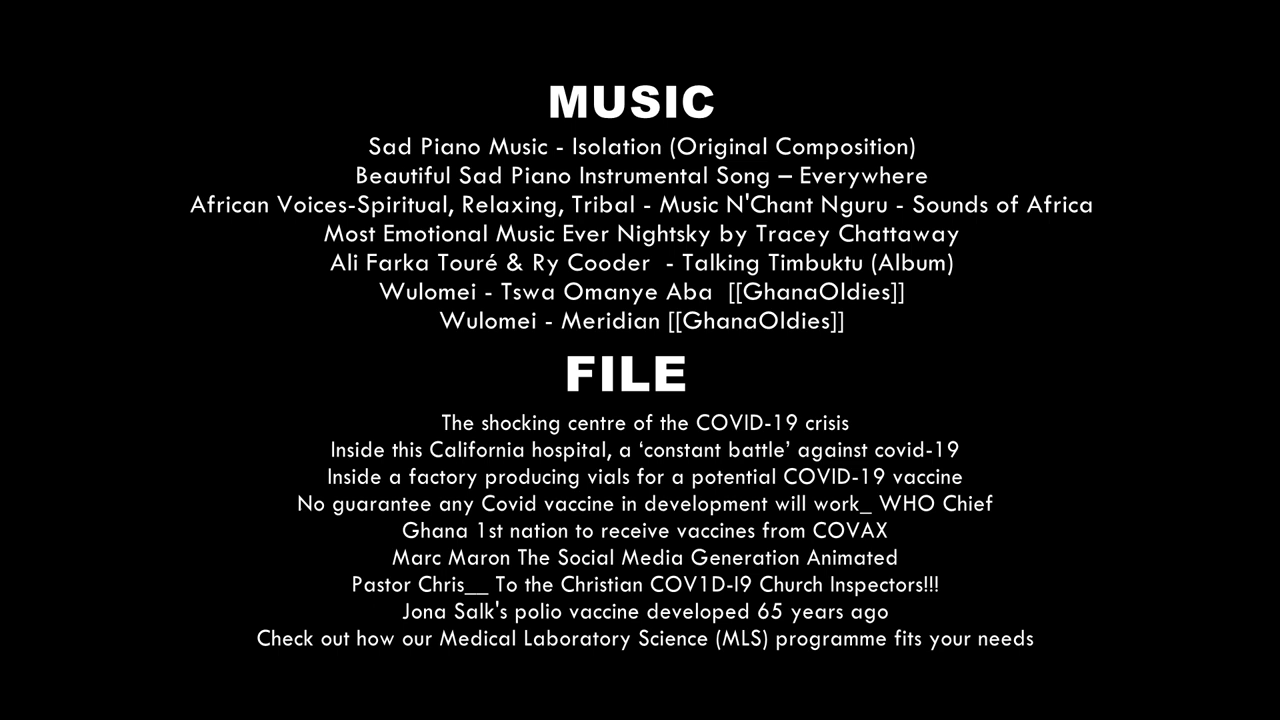 MUSIC
Sad Piano Music - Isolation (Original Composition)
Beautiful Sad Piano Instrumental Song – Everywhere
African Voices-Spiritual, Relaxing, Tribal - Music N'Chant Nguru - Sounds of Africa
Most Emotional Music Ever Nightsky by Tracey Chattaway
Ali Farka Touré & Ry Cooder  - Talking Timbuktu (Album)
Wulomei - Tswa Omanye Aba  [[GhanaOldies]]
Wulomei - Meridian [[GhanaOldies]]
FILE
The shocking centre of the COVID-19 crisis
Inside this California hospital, a ‘constant battle’ against covid-19
Inside a factory producing vials for a potential COVID-19 vaccine
No guarantee any Covid vaccine in development will work_ WHO Chief
Ghana 1st nation to receive vaccines from COVAX
Marc Maron The Social Media Generation Animated
Pastor Chris__ To the Christian COV1D-I9 Church Inspectors!!!
Jona Salk's polio vaccine developed 65 years ago
Check out how our Medical Laboratory Science (MLS) programme fits your needs